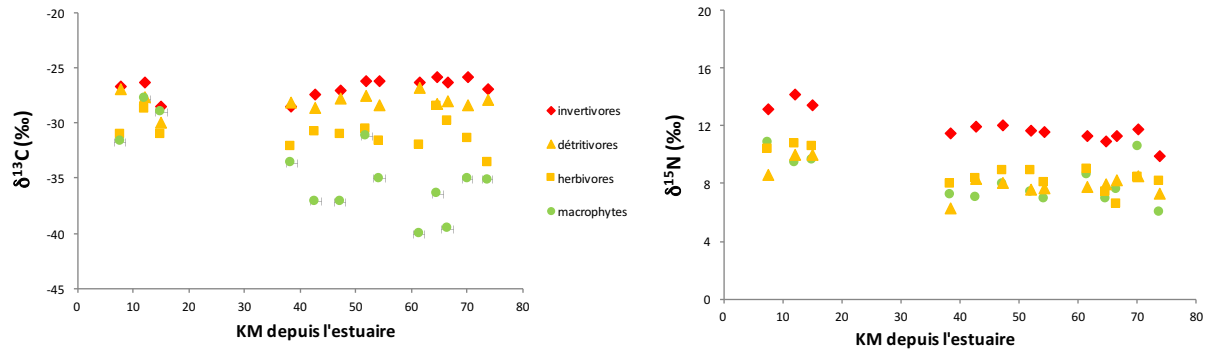 -20
-25
-30
-35
-40
-45
0 10 20 30 40 50 60 70 80
δ¹³C (‰)
KM depuis l'estuaire
invertivores
détritivores
herbivores
macrophytes
20
16
12
8
4
0
0 10 20 30 40 50 60 70 80
δ¹⁵N (‰)
KM depuis l'estuaire